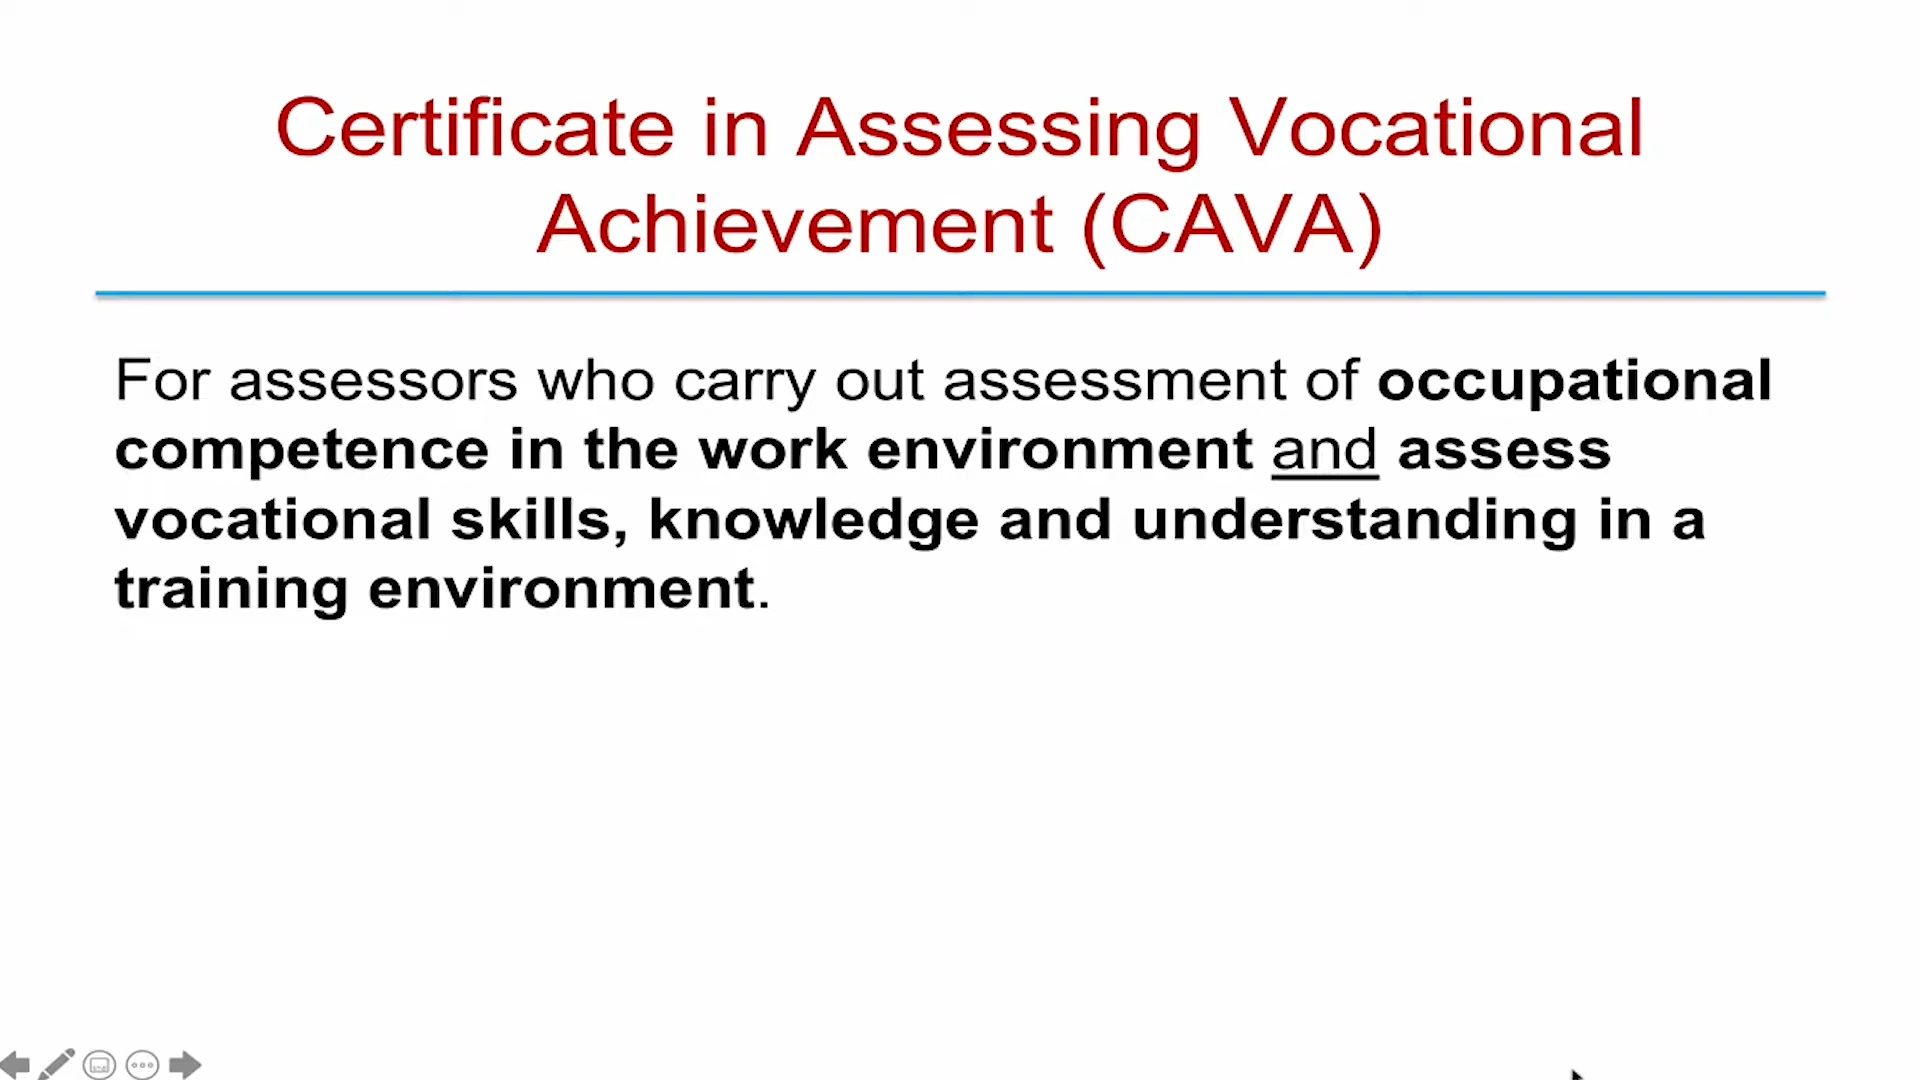 Certificate in Assessing Vocational
Achievement (CAVA)
For assessors who carry out assessment of occupational
competence in the work environment and assess
vocational skills, knowledge and understanding in a
training environment.